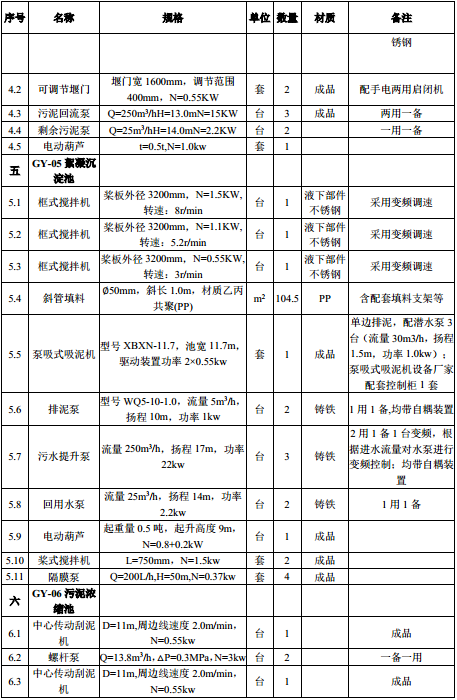 序号 名称 规格 单位 数量 材质 备注
锈钢
4.2 可调节堰门 堰门宽 1600mm，调节范围 400mm，N=0.55KW 套 2 成品 配手电两用启闭机
4.3 污泥回流泵 Q=250m³/hH=13.0mN=15KW 台 3 成品 两用一备
4.4 剩余污泥泵 Q=25m³/hH=14.0mN=2.2KW 台 2 一用一备
4.5 电动葫芦 t=0.5t,N=1.0kw 套 1
五 GY-05 絮凝沉
淀池
5.1 框式搅拌机 桨板外径 3200mm，N=1.5KW,
转速：8r/min 台 1 液下部件
不锈钢 采用变频调速
5.2 框式搅拌机 桨板外径 3200mm，N=1.1KW,
转速：5.2r/min 台 1 液下部件
不锈钢 采用变频调速
5.3 框式搅拌机 桨板外径 3200mm，N=0.55KW,
转速：3r/min 台 1 液下部件
不锈钢 采用变频调速
5.4 斜管填料 Ø50mm，斜长 1.0m，材质乙丙
共聚(PP) m² 104.5 PP 含配套填料支架等
5.5 泵吸式吸泥机 型号 XBXN-11.7，池宽 11.7m，
驱动装置功率 2×0.55kw 套 1 成品 单边排泥，配潜水泵 3
台（流量 30m3/h，扬程
1.5m，功率 1.0kw）；
泵吸式吸泥机设备厂家
配套控制柜 1 套
5.6 排泥泵 型号 WQ5-10-1.0，流量 5m³/h，
扬程 10m，功率 1kw 台 2 铸铁 1 用 1 备,均带自耦装置
5.7 污水提升泵 流量 250m³/h，扬程 17m，功率
22kw 台 3 铸铁 2 用 1 备 1 台变频，根
据进水流量对水泵进行
变频控制；均带自耦装
置
5.8 回用水泵 流量 25m³/h，扬程 14m，功率
2.2kw 台 2 铸铁 1 用 1 备
5.9 电动葫芦 起重量 0.5 吨，起升高度 9m，
N=0.8+0.2kW 台 1 成品
5.10 桨式搅拌机 L=750mm，N=1.5kw 套 2 成品
5.11 隔膜泵 Q=200L/h,H=50m,N=0.37kw 套 4 成品
六 GY-06 污泥浓
缩池
6.1 中心传动刮泥
机 D=11m,周边线速度 2.0m/min，
N=0.55kw 台 1 成品
6.2 螺杆泵 Q=13.8m³/h，△P=0.3MPa，N=3kw 台 2 一备一用
6.3 中心传动刮泥
机 D=11m,周边线速度 2.0m/min，
N=0.55kw 台 1 成品